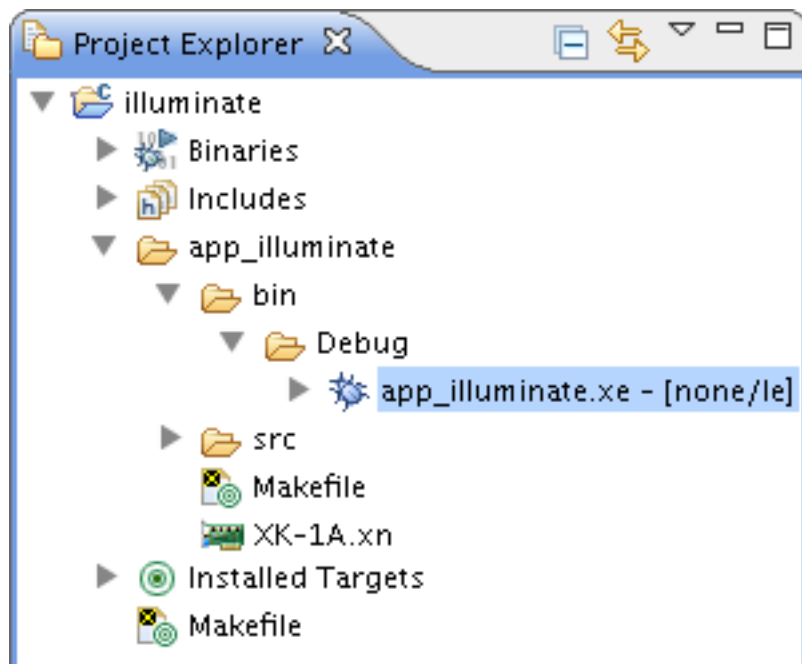 Project Explorer
illuminate
Binaries
Includes
app_illuminate
bin
Debug
app_illuminate.xe - [none/le]
src
Makefile
XK-1A.xn
Installed Targets
Makefile